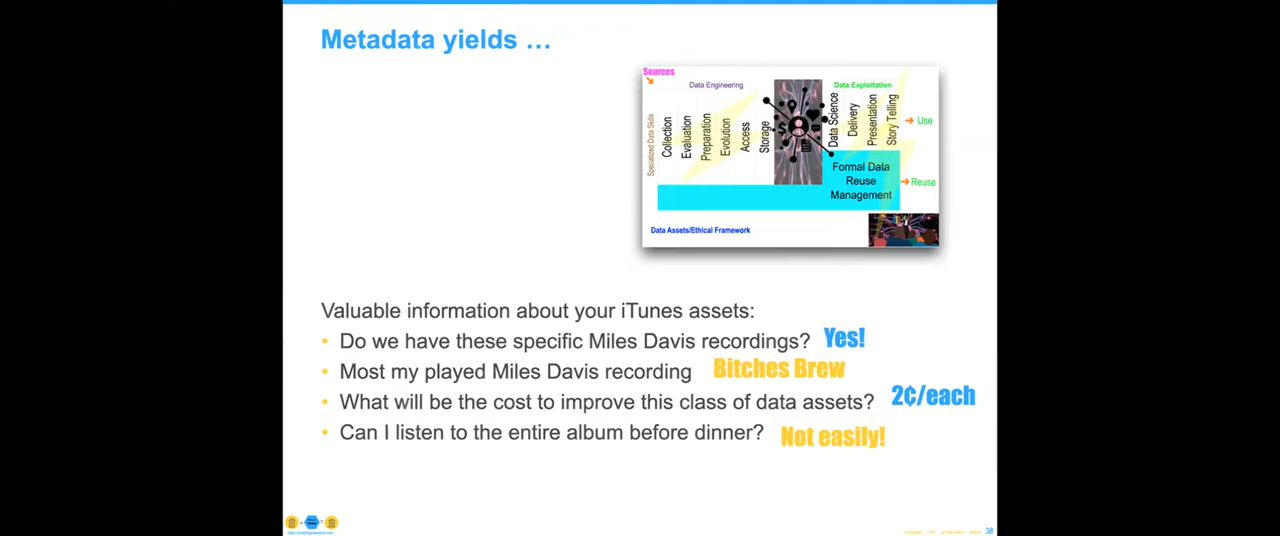 Metadata yields …
Sources
Data Engineering
Data Exploitation
Specialized Data Skills
Collection
Evaluation
Preparation
Evolution
Access
Storage
Data Science
Delivery
Presentation
Story Telling
Use
Formal Data
Reuse
Management
Reuse
Data Assets/Ethical Framework
Valuable information about your iTunes assets:
• Do we have these specific Miles Davis recordings? Yes!
• Most my played Miles Davis recording Bitches Brew
• What will be the cost to improve this class of data assets? 2¢/each
• Can I listen to the entire album before dinner? Not easily!
38